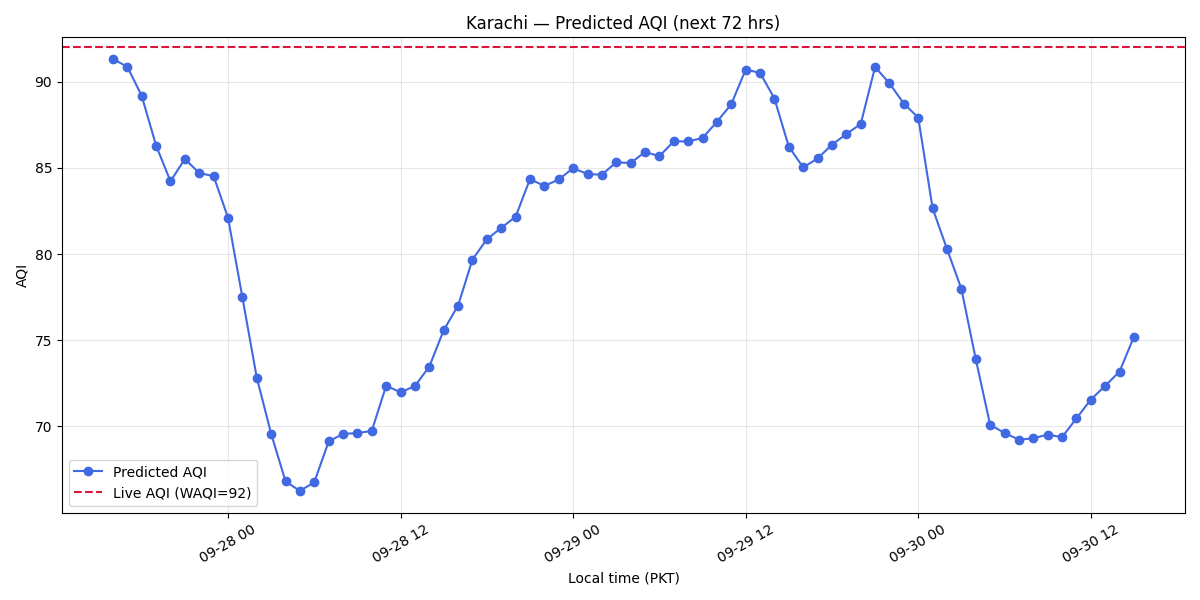 Karachi — Predicted AQI (next 72 hrs)
AQI
90
85
80
75
70
Predicted AQI
Live AQI (WAQI=92)
09-28 00
09-28 12
09-29 00
09-29 12
09-30 00
09-30 12
Local time (PKT)